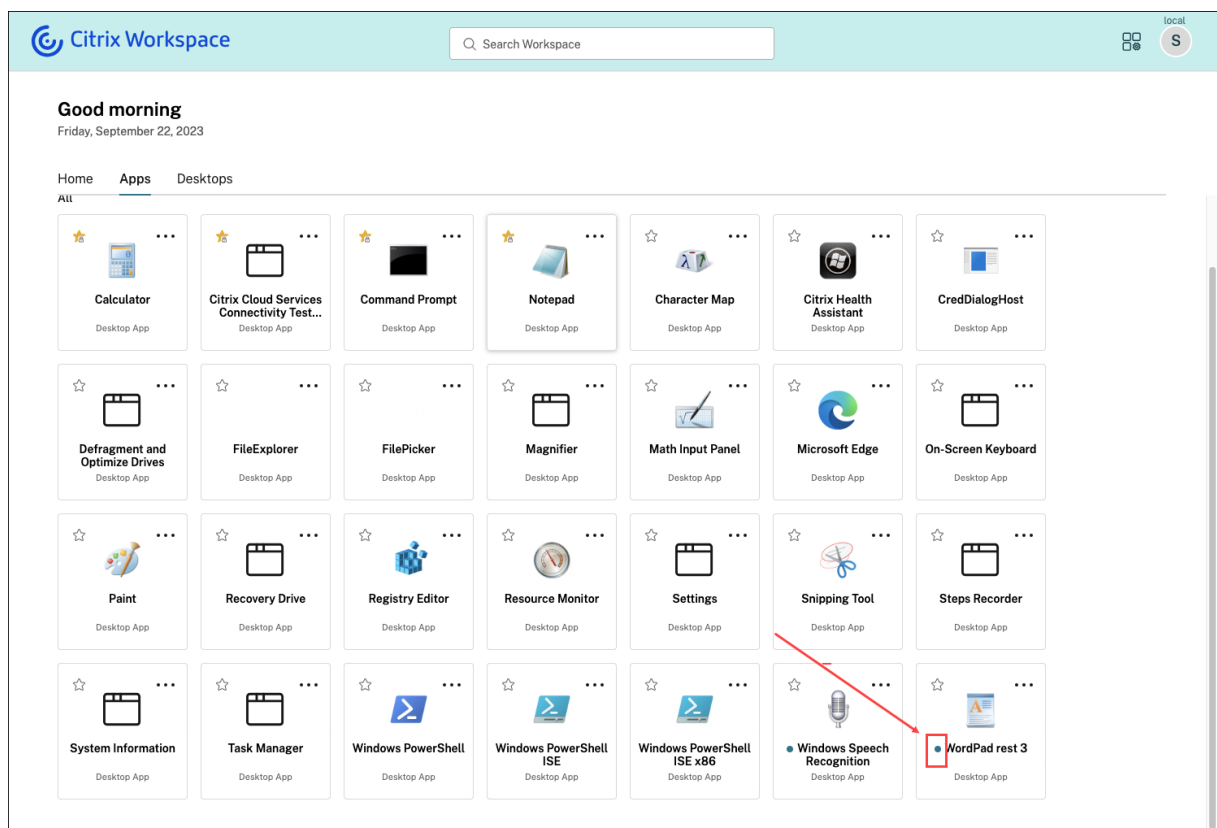 local
Citrix Workspace
Search Workspace
S
Good morning
Friday, September 22, 2023
Home Apps Desktops
All
Calculator
Desktop App
Citrix Cloud Services
Connectivity Test...
Desktop App
Command Prompt
Desktop App
Notepad
Desktop App
Character Map
Desktop App
Citrix Health
Assistant
Desktop App
CredDialogHost
Desktop App
Defragment and
Optimize Drives
Desktop App
FileExplorer
Desktop App
FilePicker
Desktop App
Magnifier
Desktop App
Math Input Panel
Desktop App
Microsoft Edge
Desktop App
On-Screen Keyboard
Desktop App
Paint
Desktop App
Recovery Drive
Desktop App
Registry Editor
Desktop App
Resource Monitor
Desktop App
Settings
Desktop App
Snipping Tool
Desktop App
Steps Recorder
Desktop App
System Information
Desktop App
Task Manager
Desktop App
Windows PowerShell
Desktop App
Windows PowerShell
ISE
Desktop App
Windows PowerShell
ISE x86
Desktop App
Windows Speech
Recognition
Desktop App
WordPad rest 3
Desktop App